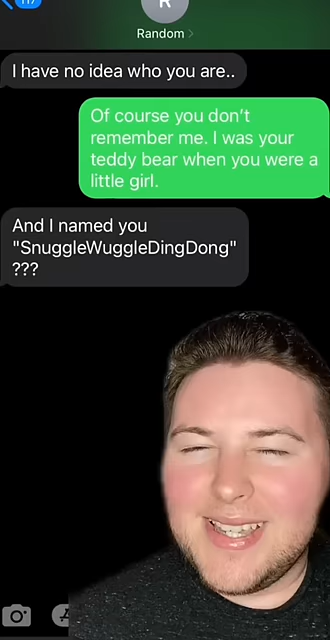 117
R
Random
I have no idea who you are..
Of course you don't
remember me. I was your
teddy bear when you were a
little girl.
And I named you
"SnuggleWuggleDingDong"
???